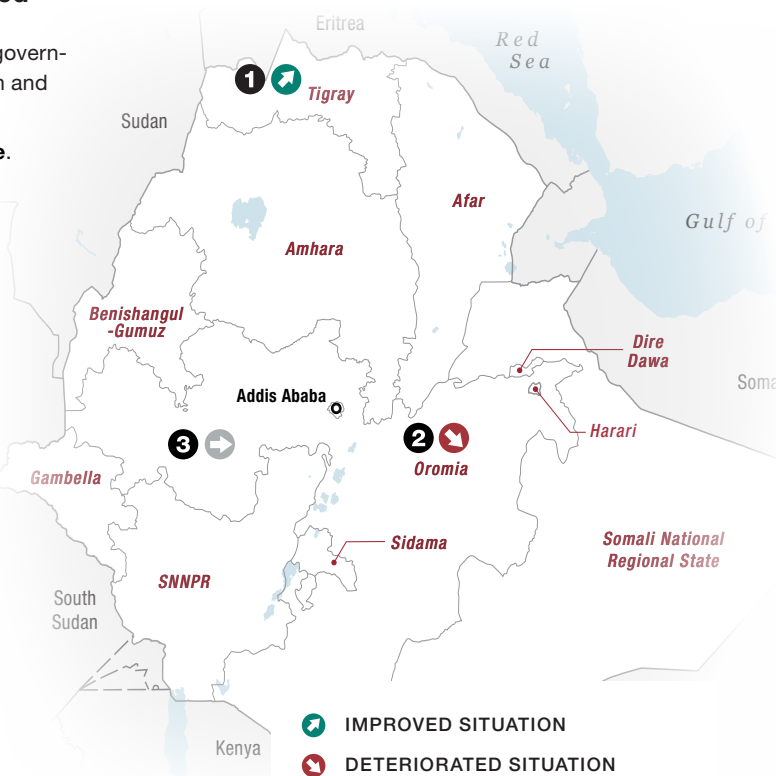 govern-
and
Eritrea
Red
Sea
1
Tigray
Sudan
Afar
Gulf of
Amhara
Benishangul
-Gumuz
Dire
Dawa
Addis Ababa
Harari
3
2
Oromia
Gambella
Sidama
Somali National
Regional State
SNNPR
South
Sudan
Kenya
IMPROVED SITUATION
DETERIORATED SITUATION